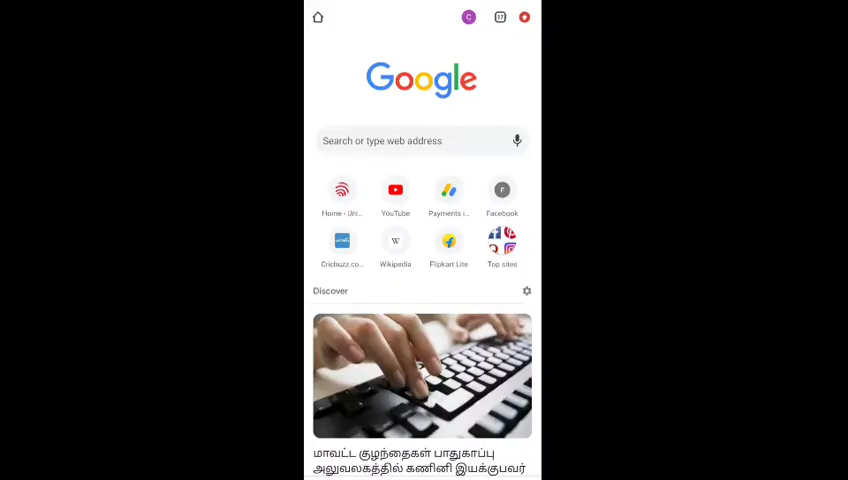 C
17
Google
Search or type web address
F
W
Home - Uni...
YouTube
Payments i...
Facebook
Cricbuzz.co...
Wikipedia
Flipkart Lite
Top sites
Discover
மாவட்ட குழந்தைகள் பாதுகாப்பு
அலுவலகத்தில் கணினி இயக்குபவர்